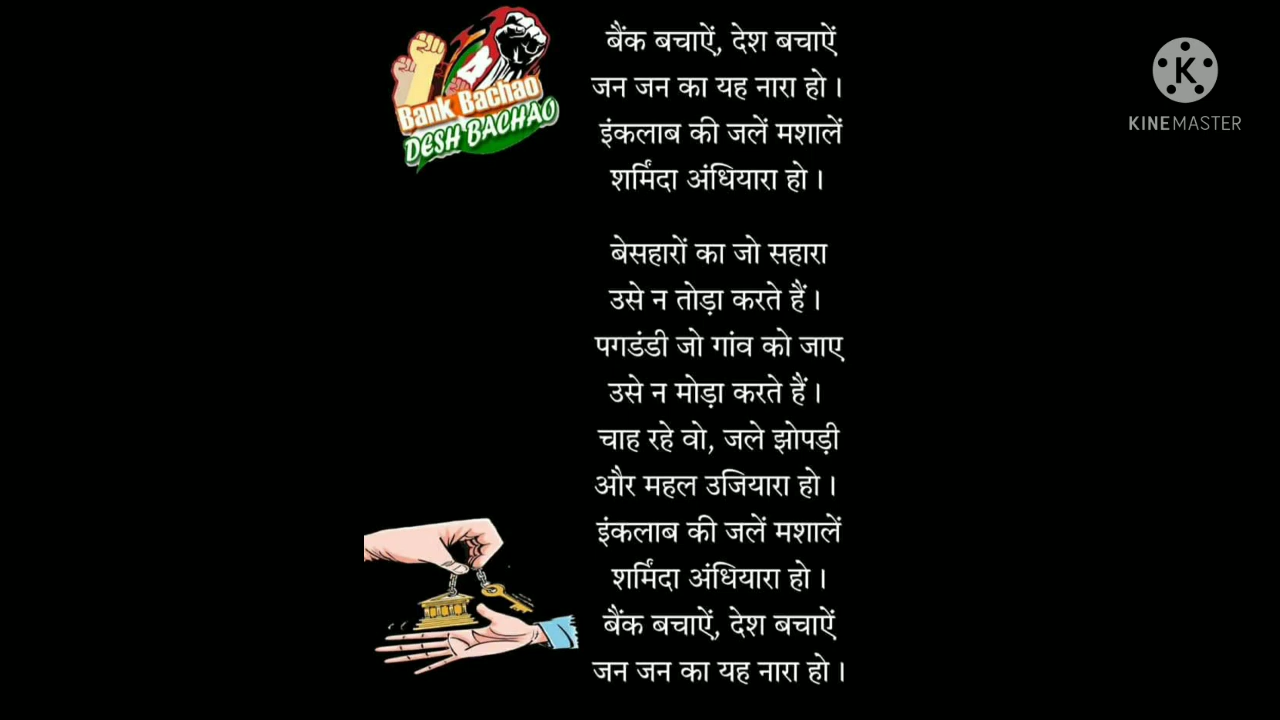 Bank Bachao
DESH BACHAO
बैंक बचाऐं, देश बचाऐं
जन जन का यह नारा हो ।
इंकलाब की जलें मशालें
शर्मिंदा अंधियारा हो ।
बेसहारों का जो सहारा
उसे न तोड़ा करते हैं ।
पगडंडी जो गांव को जाए
उसे न मोड़ा करते हैं ।
चाह रहे वो, जले झोपड़ी
और महल उजियारा हो ।
इंकलाब की जलें मशालें
शर्मिंदा अंधियारा हो ।
बैंक बचाऐं, देश बचाऐं
जन जन का यह नारा हो ।
K
KINEMASTER